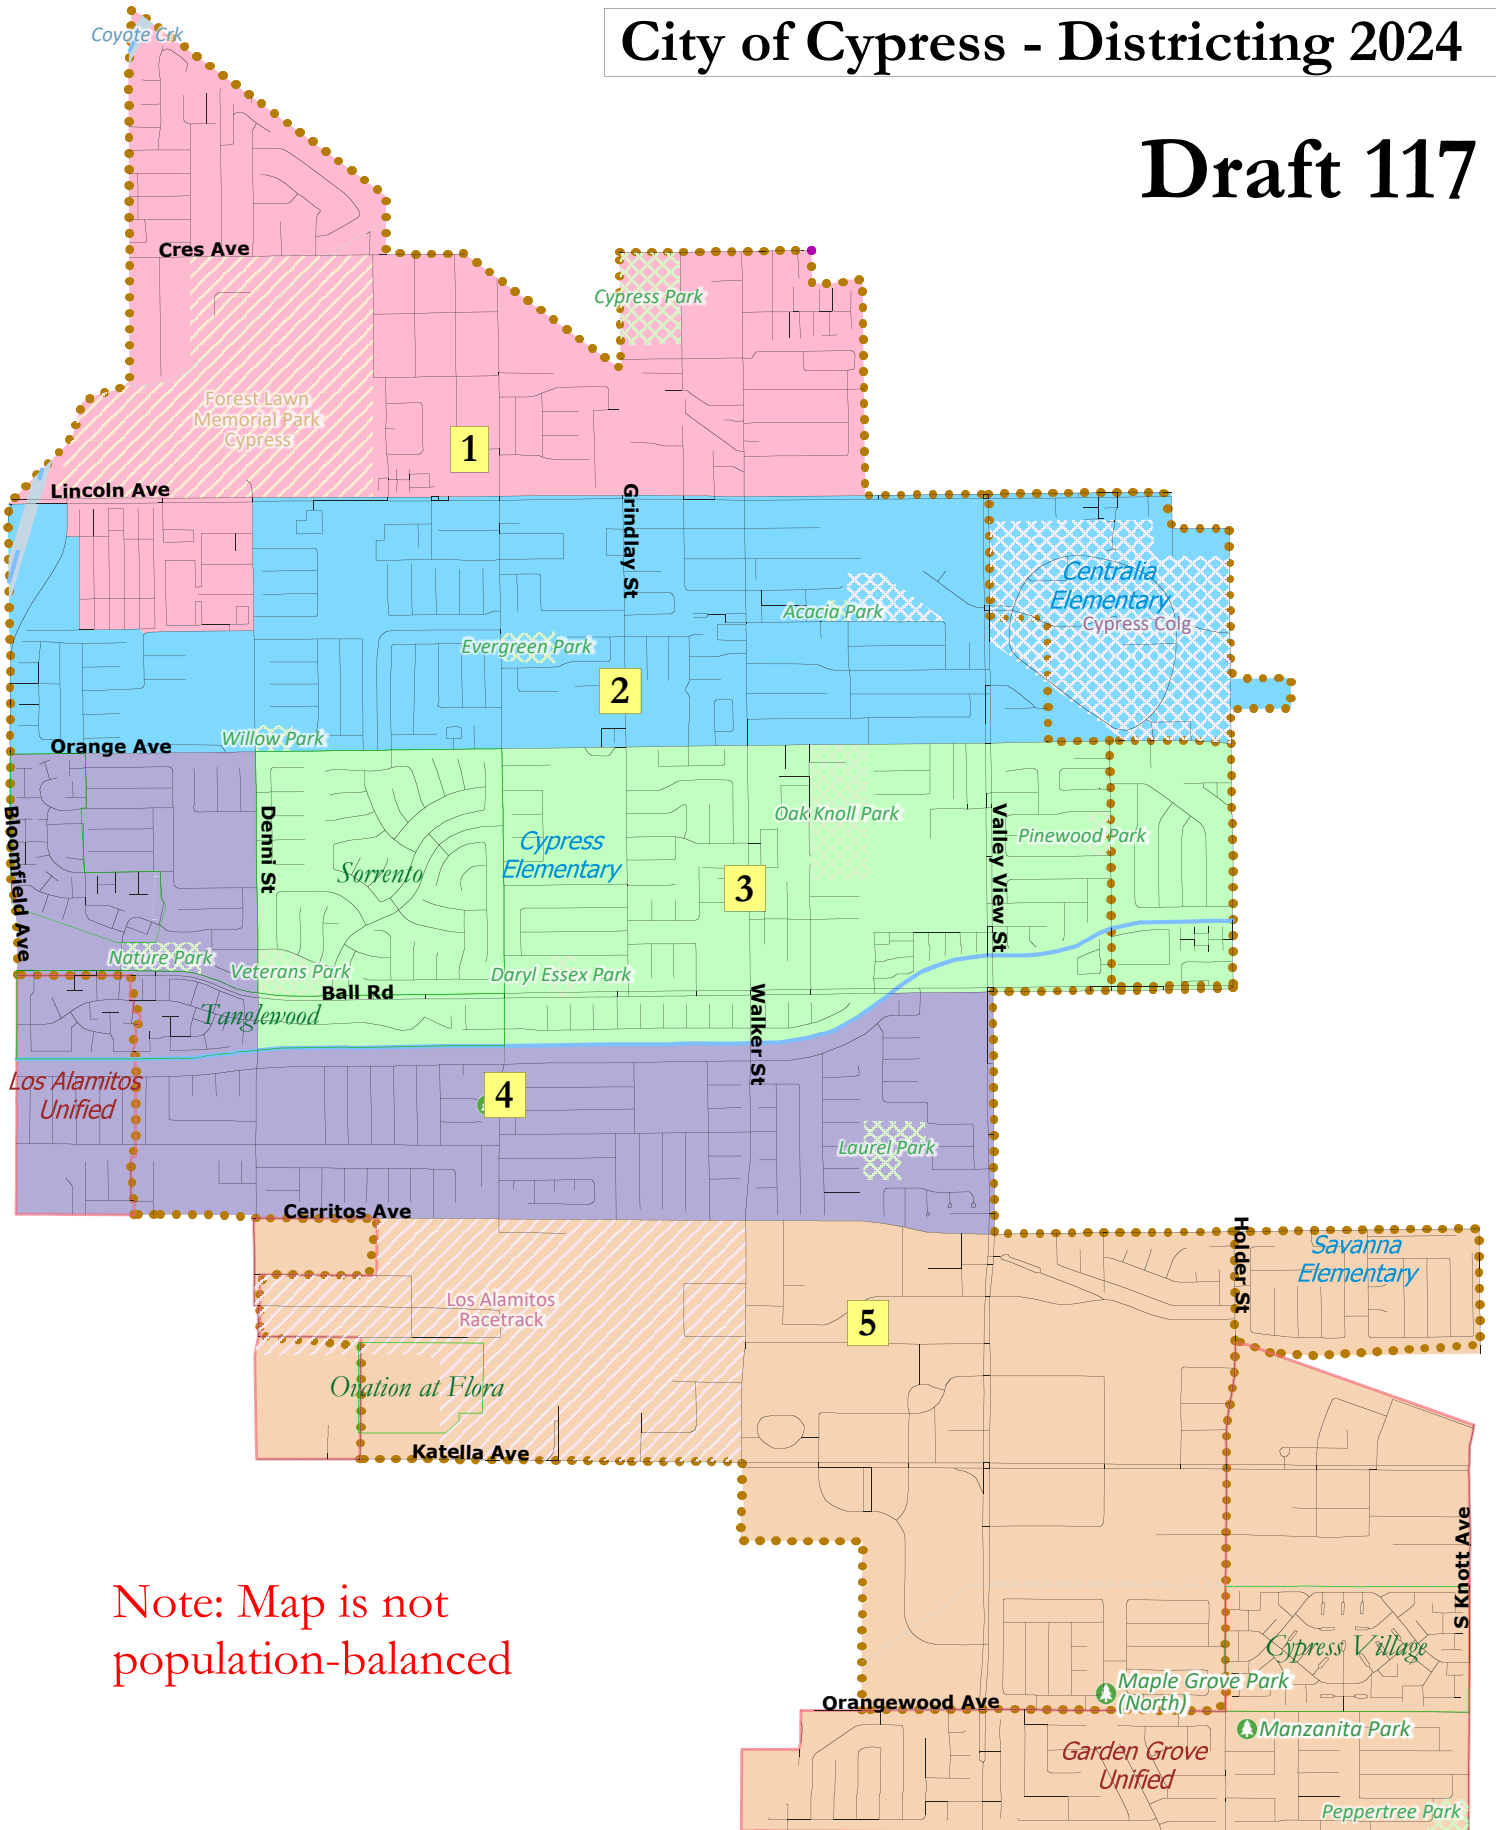 City of Cypress - Districting 2024
Coyote Crk
Draft 117
Cres Ave
Cypress Park
Forest Lawn
Memorial Park
Cypress
1
Lincoln Ave
Grindlay St
Centralia
Elementary
Cypress Colg
Acacia Park
Evergreen Park
2
Willow Park
Orange Ave
Bloomfield Ave
Denni St
Valley View St
Oak Knoll Park
Pinewood Park
Cypress
Elementary
Sorrento
3
Nature Park
Veterans Park
Daryl Essex Park
Ball Rd
Tanglewood
Walker St
Los Alamitos
Unified
4
Laurel Park
Cerritos Ave
Holder St
Savanna
Elementary
Los Alamitos
Racetrack
5
Ovation at Flora
Katella Ave
S Knott Ave
Note: Map is not
population-balanced
Cypress Village
Maple Grove Park
(North)
Orangewood Ave
Manzanita Park
Garden Grove
Unified
Peppertree Park